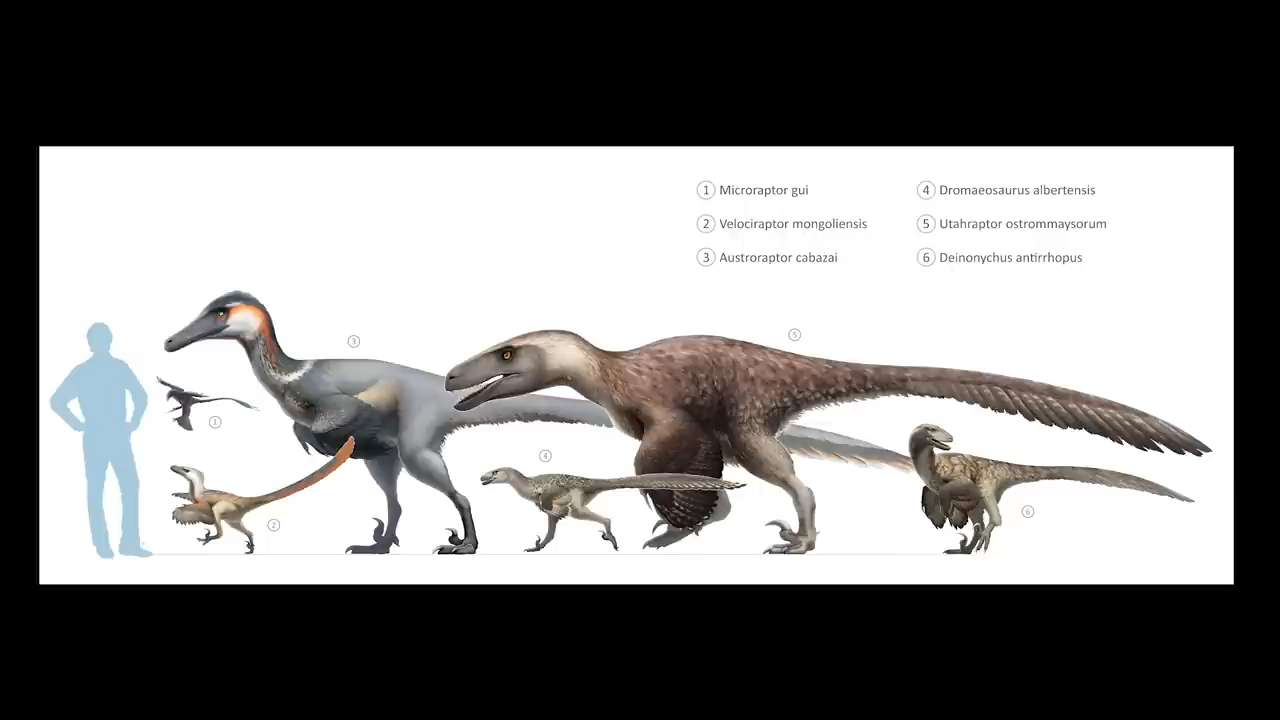 ① Microraptor gui
② Velociraptor mongoliensis
③ Austroraptor cabazai
④ Dromaeosaurus albertensis
⑤ Utahraptor ostrommaysorum
⑥ Deinonychus antirrhopus
③
⑤
①
④
②
⑥